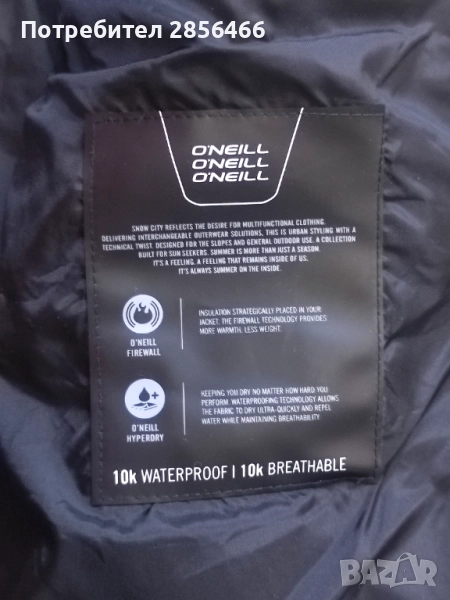 Потребител 2856466
O'NEILL
O'NEILL
O'NEILL
SNOW CITY REFLECTS THE DESIRE FOR MULTIFUNCTIONAL CLOTHING.
DELIVERING INTERCHANGEABLE OUTERWEAR SOLUTIONS, THIS IS URBAN STYLING WITH A
TECHNICAL TWIST. DESIGNED FOR THE SLOPES AND GENERAL OUTDOOR USE. A COLLECTION
BUILT FOR SUN SEEKERS. SUMMER IS MORE THAN JUST A SEASON.
IT'S A FEELING. A FEELING THAT REMAINS INSIDE OF US.
IT'S ALWAYS SUMMER ON THE INSIDE.
O'NEILL
FIREWALL
INSULATION STRATEGICALLY PLACED IN YOUR
JACKET. THE FIREWALL TECHNOLOGY PROVIDES
MORE WARMTH, LESS WEIGHT.
O'NEILL
HYPERDRY
KEEPING YOU DRY NO MATTER HOW HARD YOU
PERFORM. WATERPROOFING TECHNOLOGY ALLOWS
THE FABRIC TO DRY ULTRA-QUICKLY AND REPEL
WATER WHILE MAINTAINING BREATHABILITY.
10k WATERPROOF | 10k BREATHABLE
BAZAR